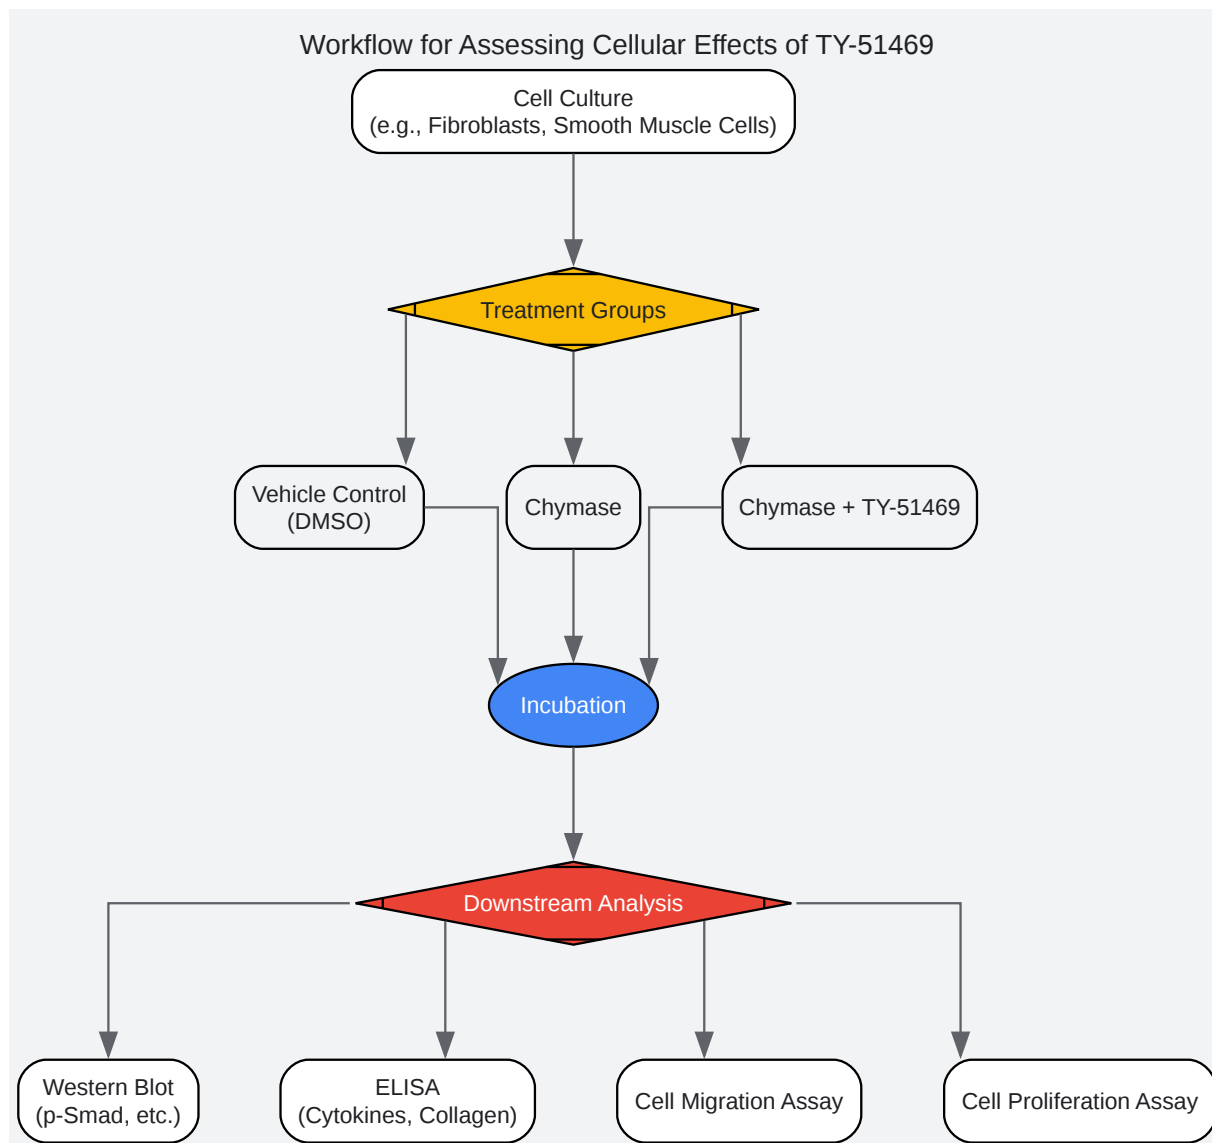 Workflow for Assessing Cellular Effects of TY-51469
Cell Culture
(e.g., Fibroblasts, Smooth Muscle Cells)
Treatment Groups
Vehicle Control
(DMSO)
Chymase
Chymase + TY-51469
Incubation
Downstream Analysis
Western Blot
(p-Smad, etc.)
ELISA
(Cytokines, Collagen)
Cell Migration Assay
Cell Proliferation Assay